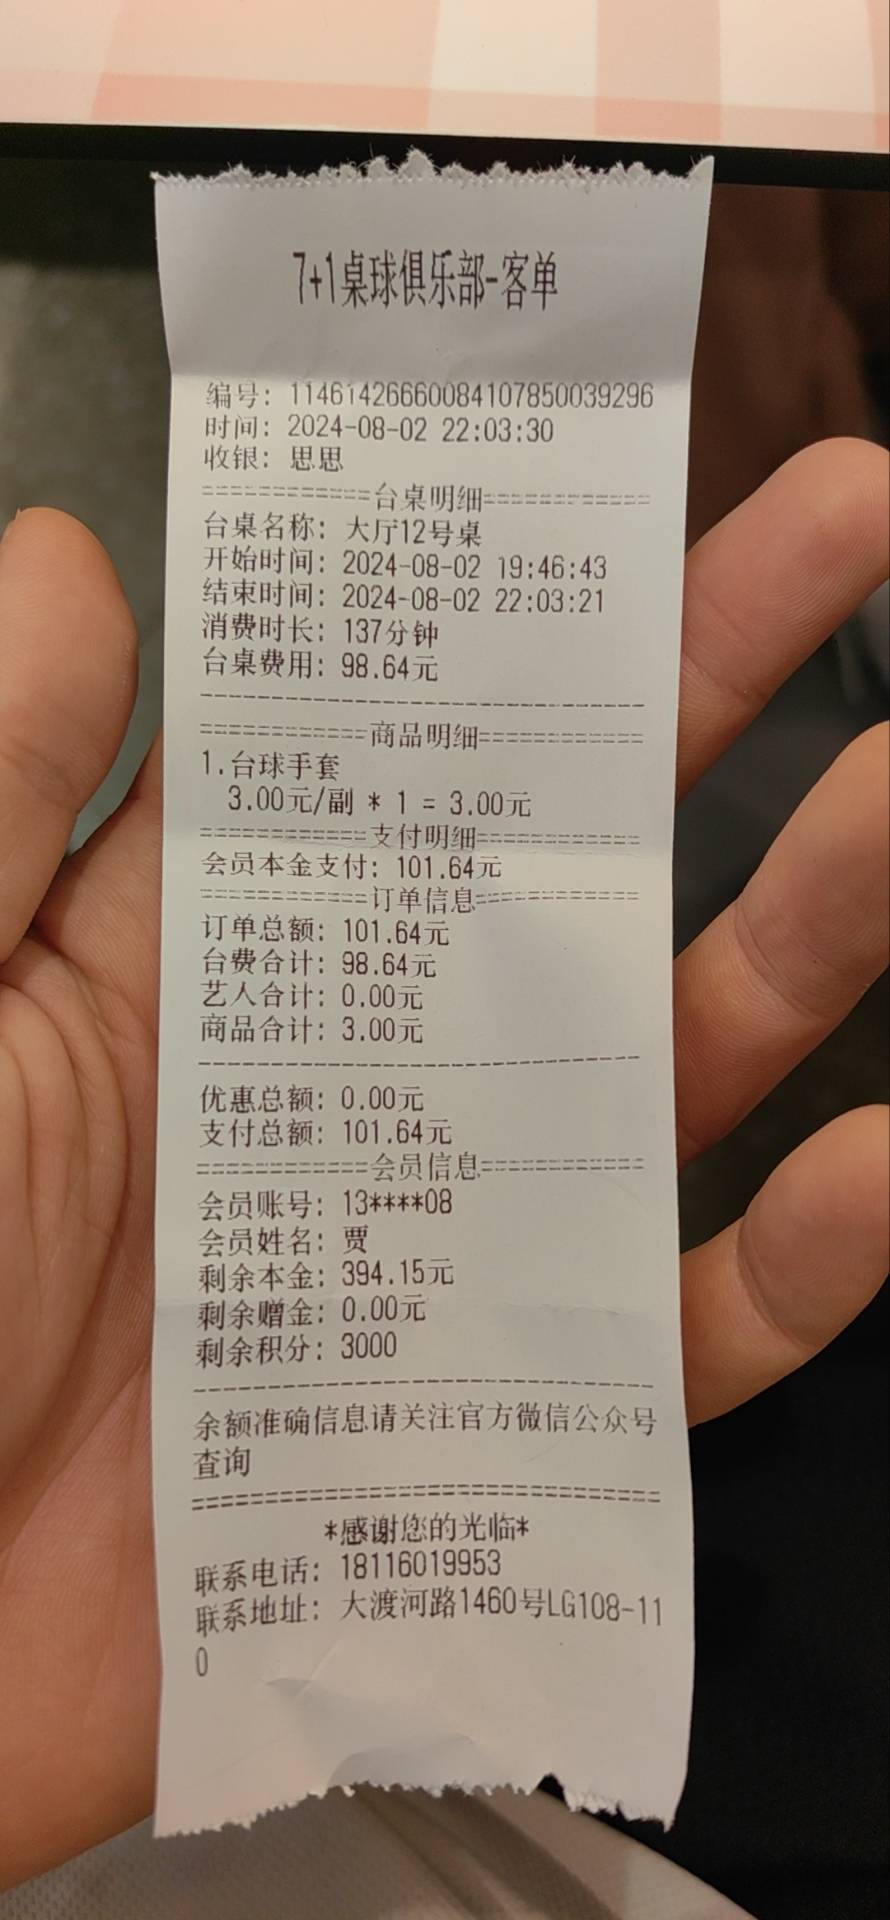 7+1桌球俱乐部-客单
编号: 1146142666008410785003929​6
时间: 2024-08-02 22:03:30
收银: 思思
============台桌明细============
台桌名称: 大厅12号桌
开始时间: 2024-08-02 19:46:43
结束时间: 2024-08-02 22:03:21
消费时长: 137分钟
台桌费用: 98.64元
--------------------------------
============商品明细============
1.台球手套
3.00元/副 * 1 = 3.00元
============支付明细============
会员本金支付: 101.64元
============订单信息============
订单总额: 101.64元
台费合计: 98.64元
艺人合计: 0.00元
商品合计: 3.00元
--------------------------------
优惠总额: 0.00元
支付总额: 101.64元
============会员信息============
会员账号: 13****08
会员姓名: 贾
剩余本金: 394.15元
剩余赠金: 0.00元
剩余积分: 3000
--------------------------------
余额准确信息请关注官方微信公众号
查询
================================
*感谢您的光临*
联系电话: 18116019953
联系地址: 大渡河路1460号LG108-11
0